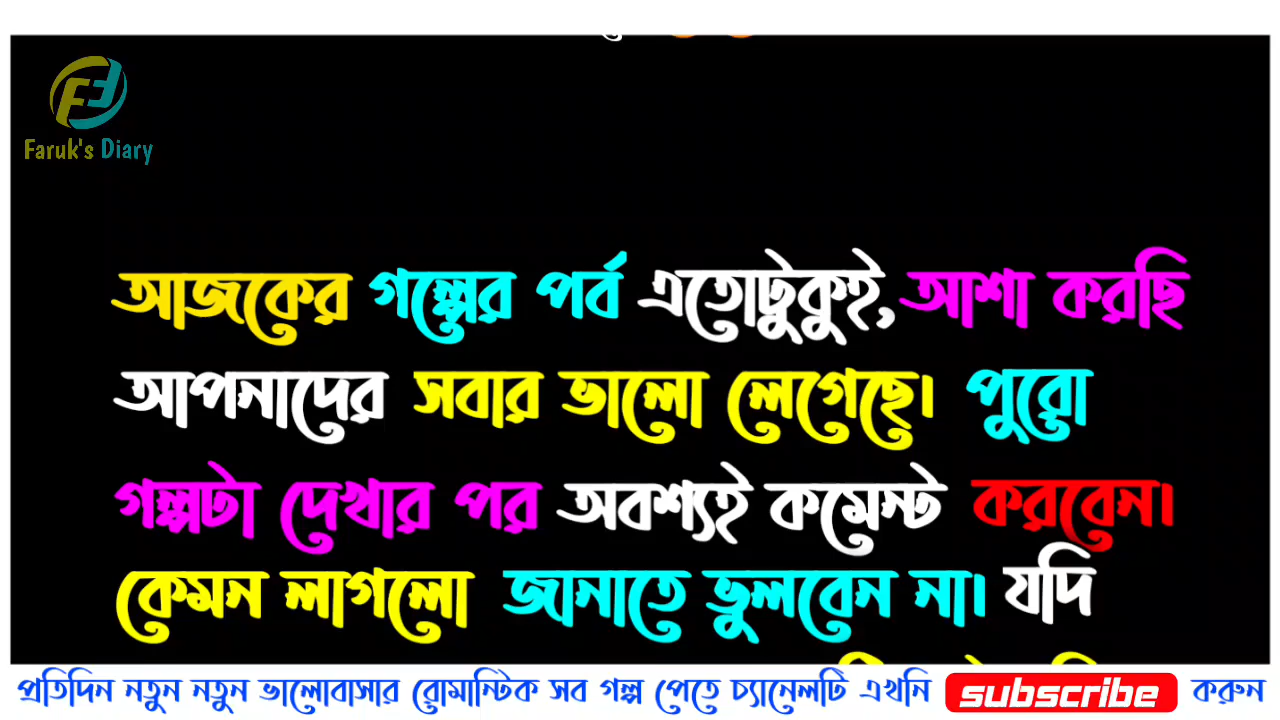 Faruk's Diary
আজকের গল্পের পর্ব এতোটুকুই, আশা করছি
আপনাদের সবার ভালো লেগেছে। পুরো
গল্পটা দেখার পর অবশ্যই কমেন্ট করবেন।
কেমন লাগলো জানাতে ভুলবেন না। যদি
প্রতিদিন নতুন নতুন ভালোবাসার রোমান্টিক সব গল্প পেতে চ্যানেলটি এখনি subscribe করুন